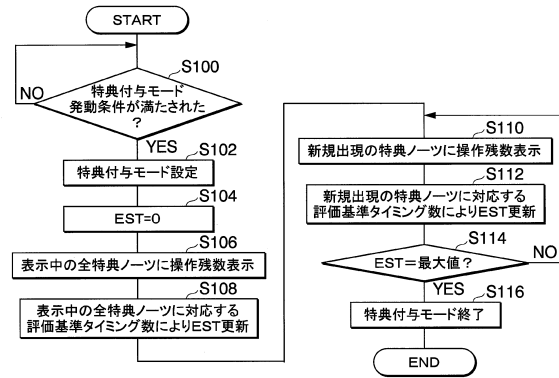 START
S100
NO
特典付与モード
発動条件が満たされた
?
YES
S102
特典付与モード設定
S104
EST=0
S106
表示中の全特典ノーツに操作残数表示
S108
表示中の全特典ノーツに対応する
評価基準タイミング数によりEST更新
S110
新規出現の特典ノーツに操作残数表示
S112
新規出現の特典ノーツに対応する
評価基準タイミング数によりEST更新
S114
NO
EST=最大値?
YES
S116
特典付与モード終了
END